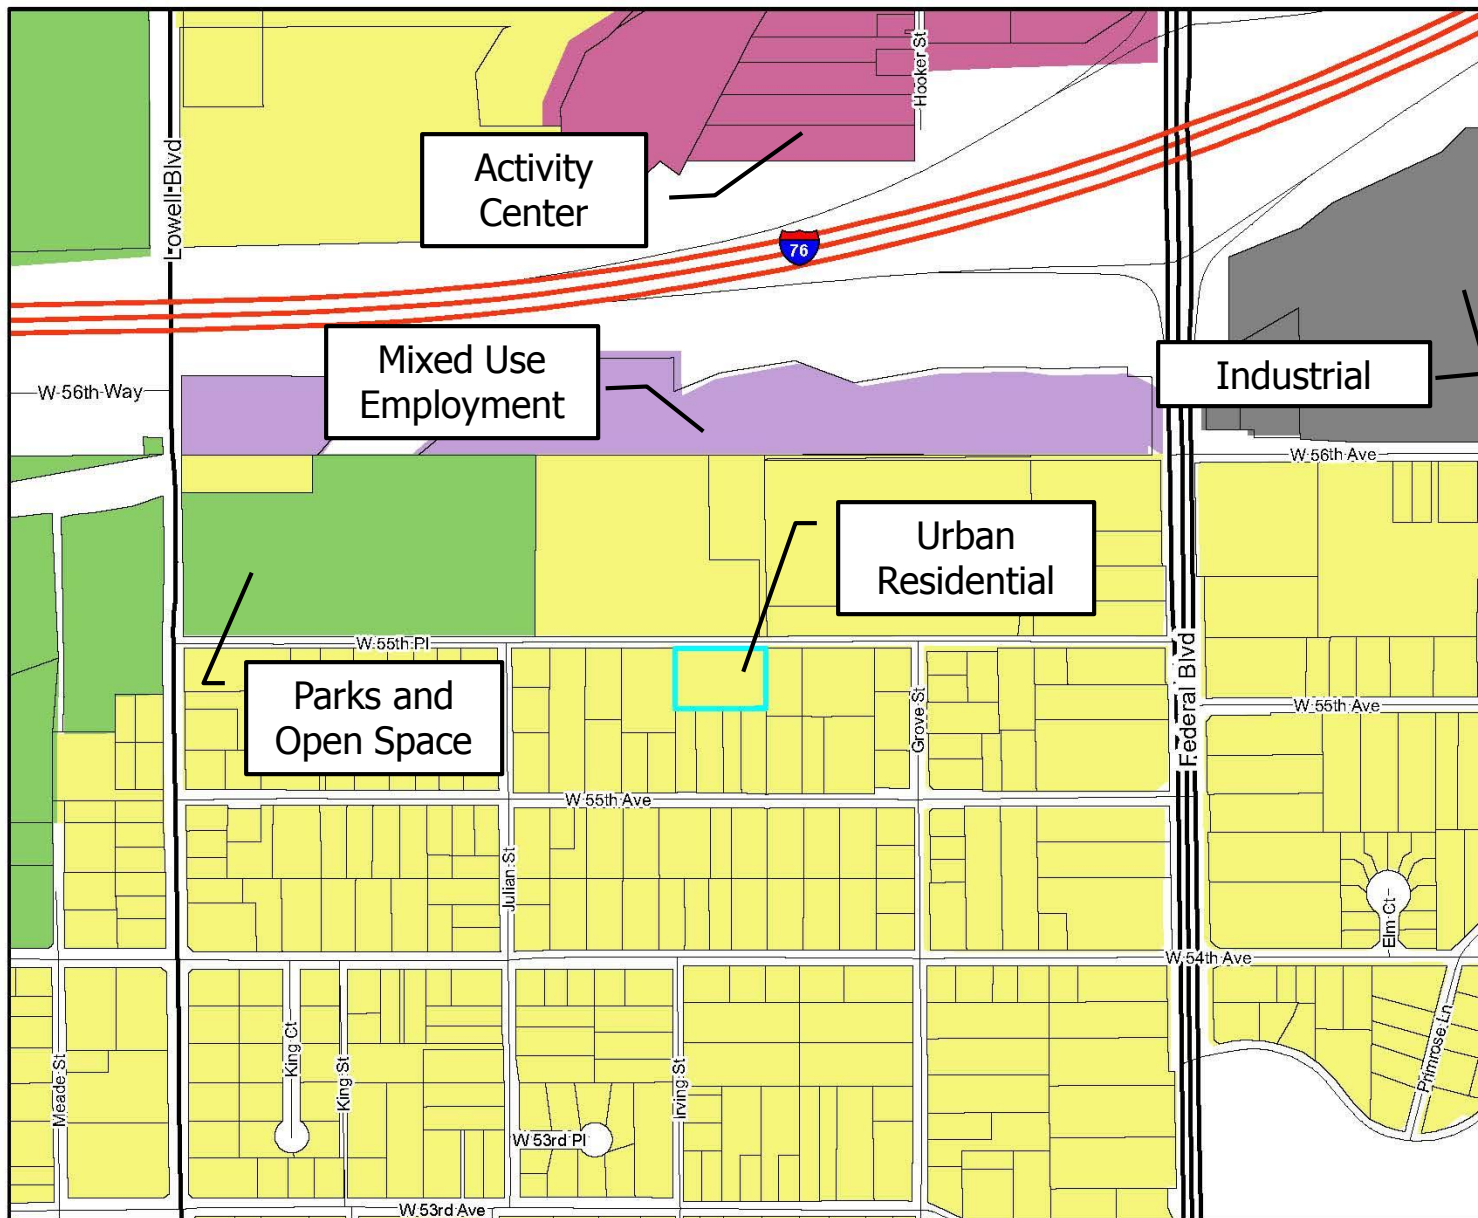 Hooker St
Lowell Blvd
Activity
Center
76
Mixed Use
Employment
Industrial
W 56th Way
W 56th Ave
Urban
Residential
W 55th Pl
Parks and
Open Space
Grove St
Federal Blvd
W 55th Ave
W 55th Ave
Julian St
Elm Ct
W 54th Ave
King Ct
King St
Meade St
Irving St
Primrose Ln
W 53rd Pl
W 53rd Ave